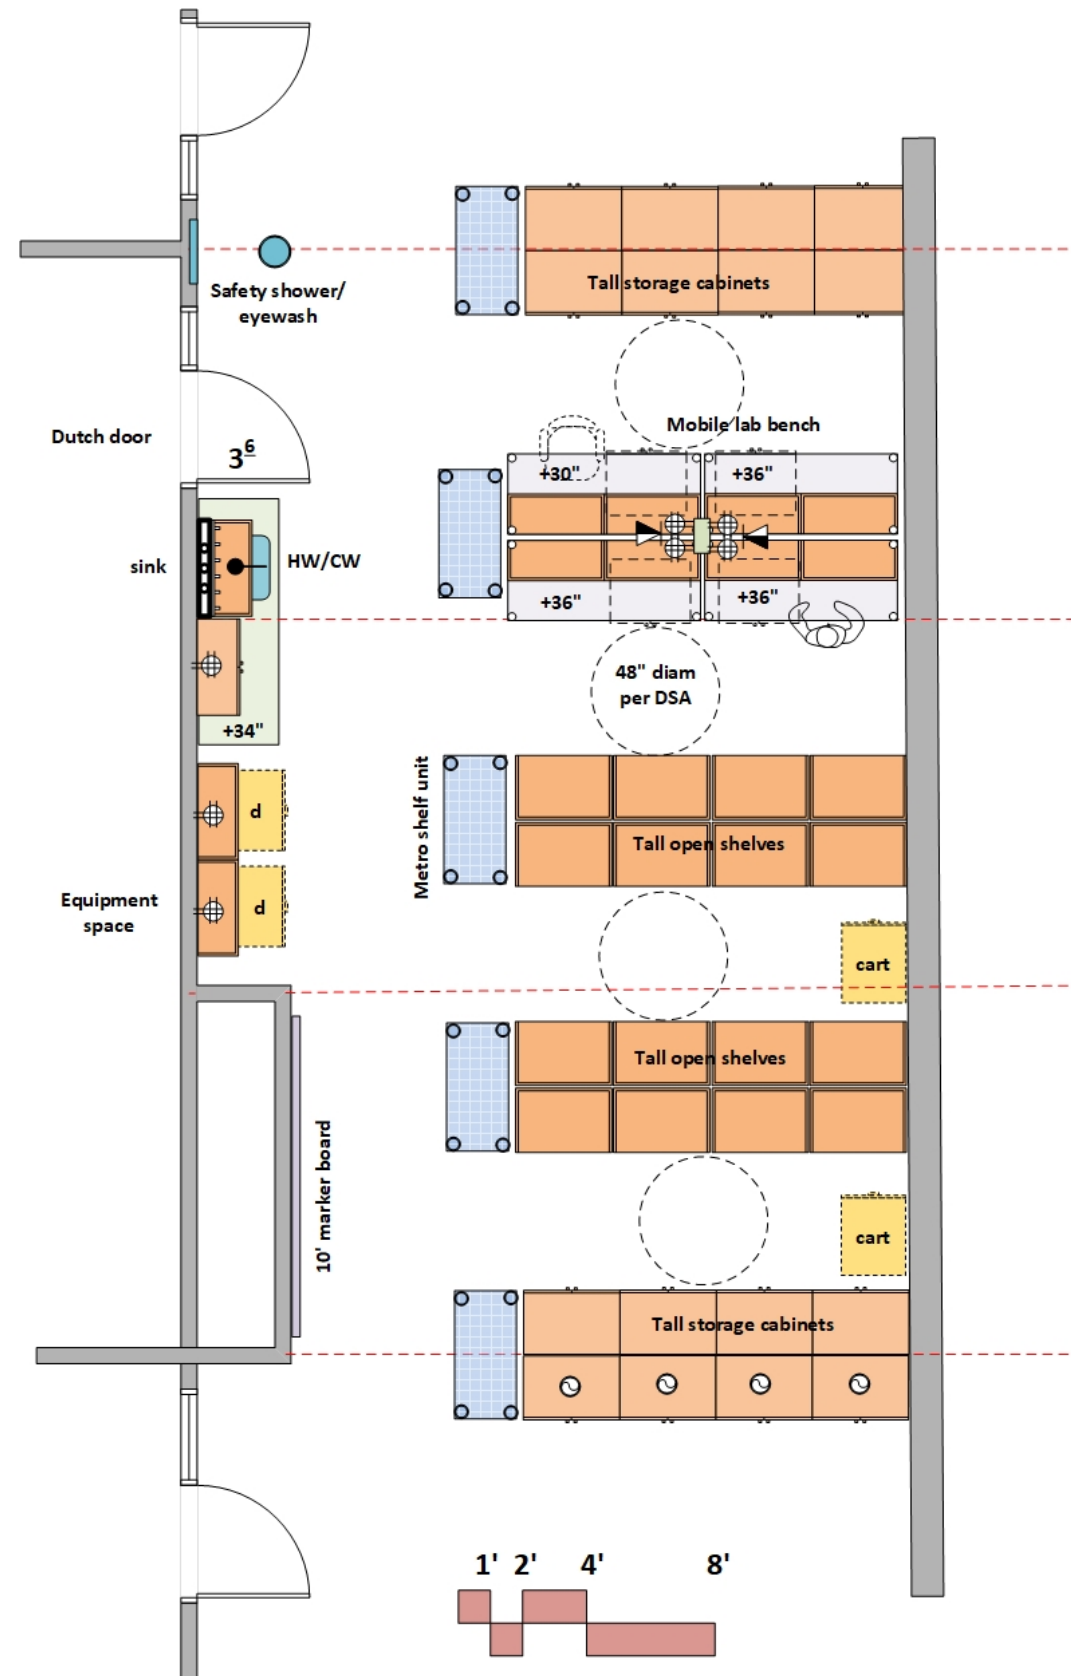 Safety shower/
eyewash
Tall storage cabinets
Dutch door
3 6
Mobile lab bench
+30"
+36"
sink
HW/CW
+36"
+36"
+34"
48" diam
per DSA
Metro shelf unit
d
Tall open shelves
Equipment
space
d
cart
Tall open shelves
10' marker board
cart
Tall storage cabinets
1' 2' 4' 8'